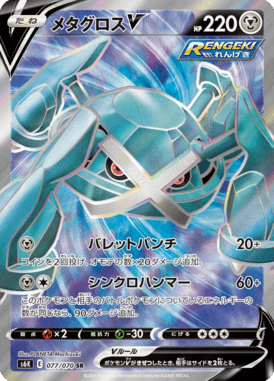 たね メタグロスV HP220
RENGEKI
れんげき
バレットパンチ 20+
コインを2回投げ、オモテの数×20ダメージ追加。
シンクロハンマー 60+
このポケモンと相手のバトルポケモンについているエネルギーの
数が同じなら、90ダメージ追加。
弱点 ×2 抵抗力 -30 にげる
Vルール
ポケモンVがきぜつしたとき、相手はサイドを2枚とる。
s6K E 077/070 SR